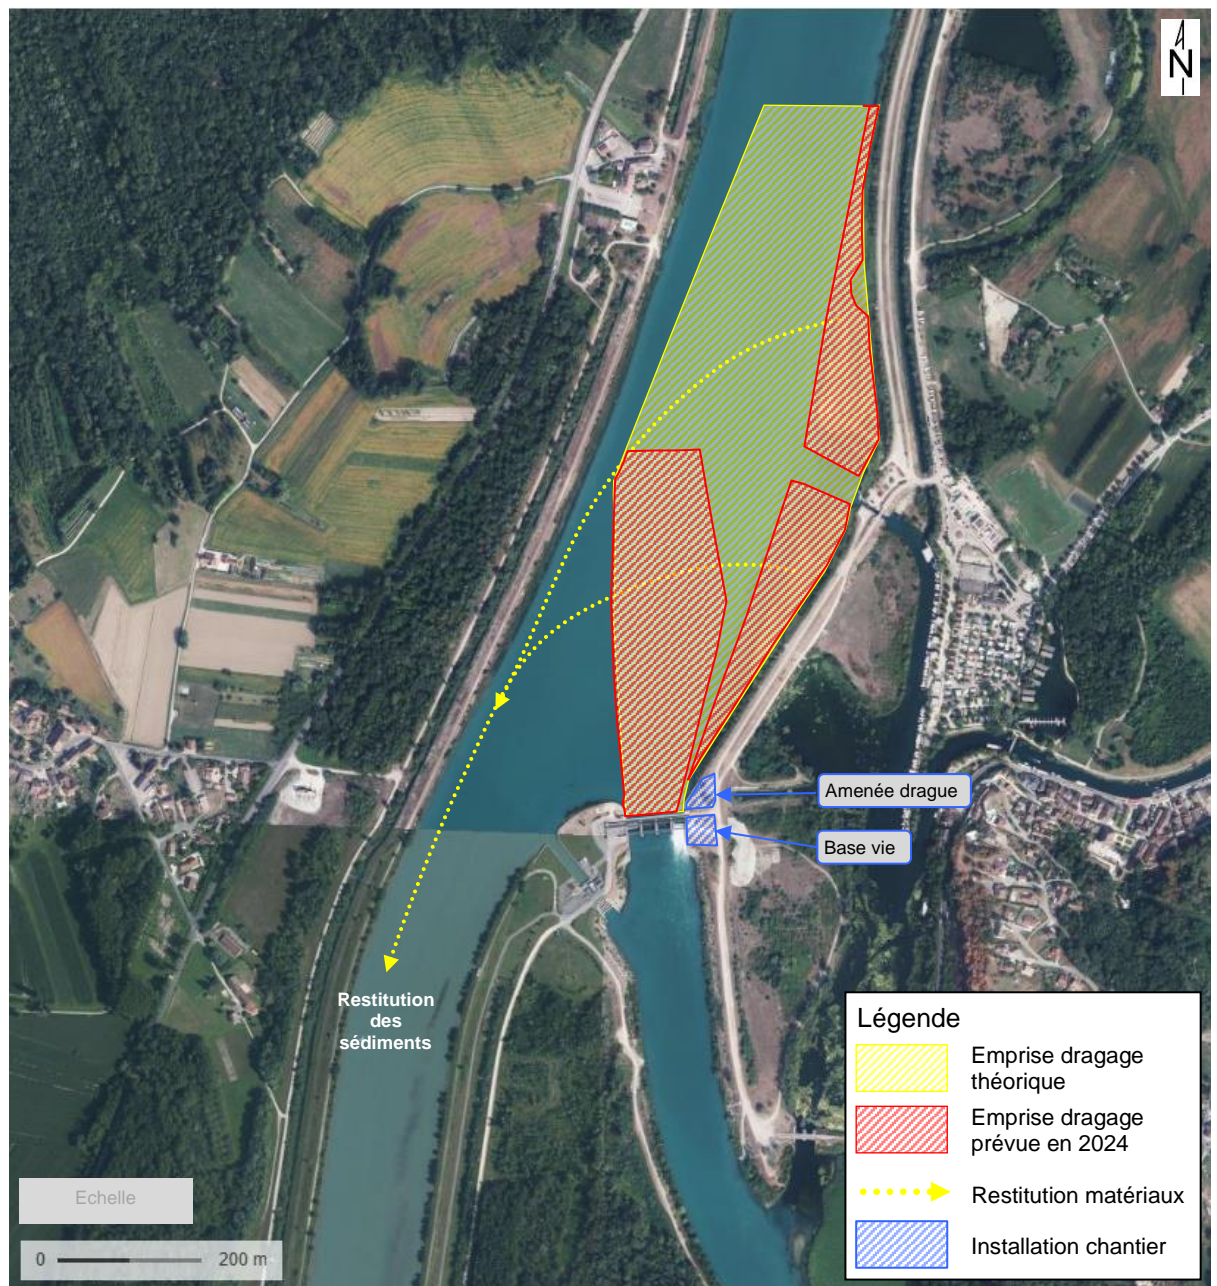 N
Amenée drague
Base vie
Restitution
des
sédiments
Légende
Emprise dragage
théorique
Emprise dragage
prévue en 2024
Restitution matériaux
Installation chantier
Echelle
0 200 m